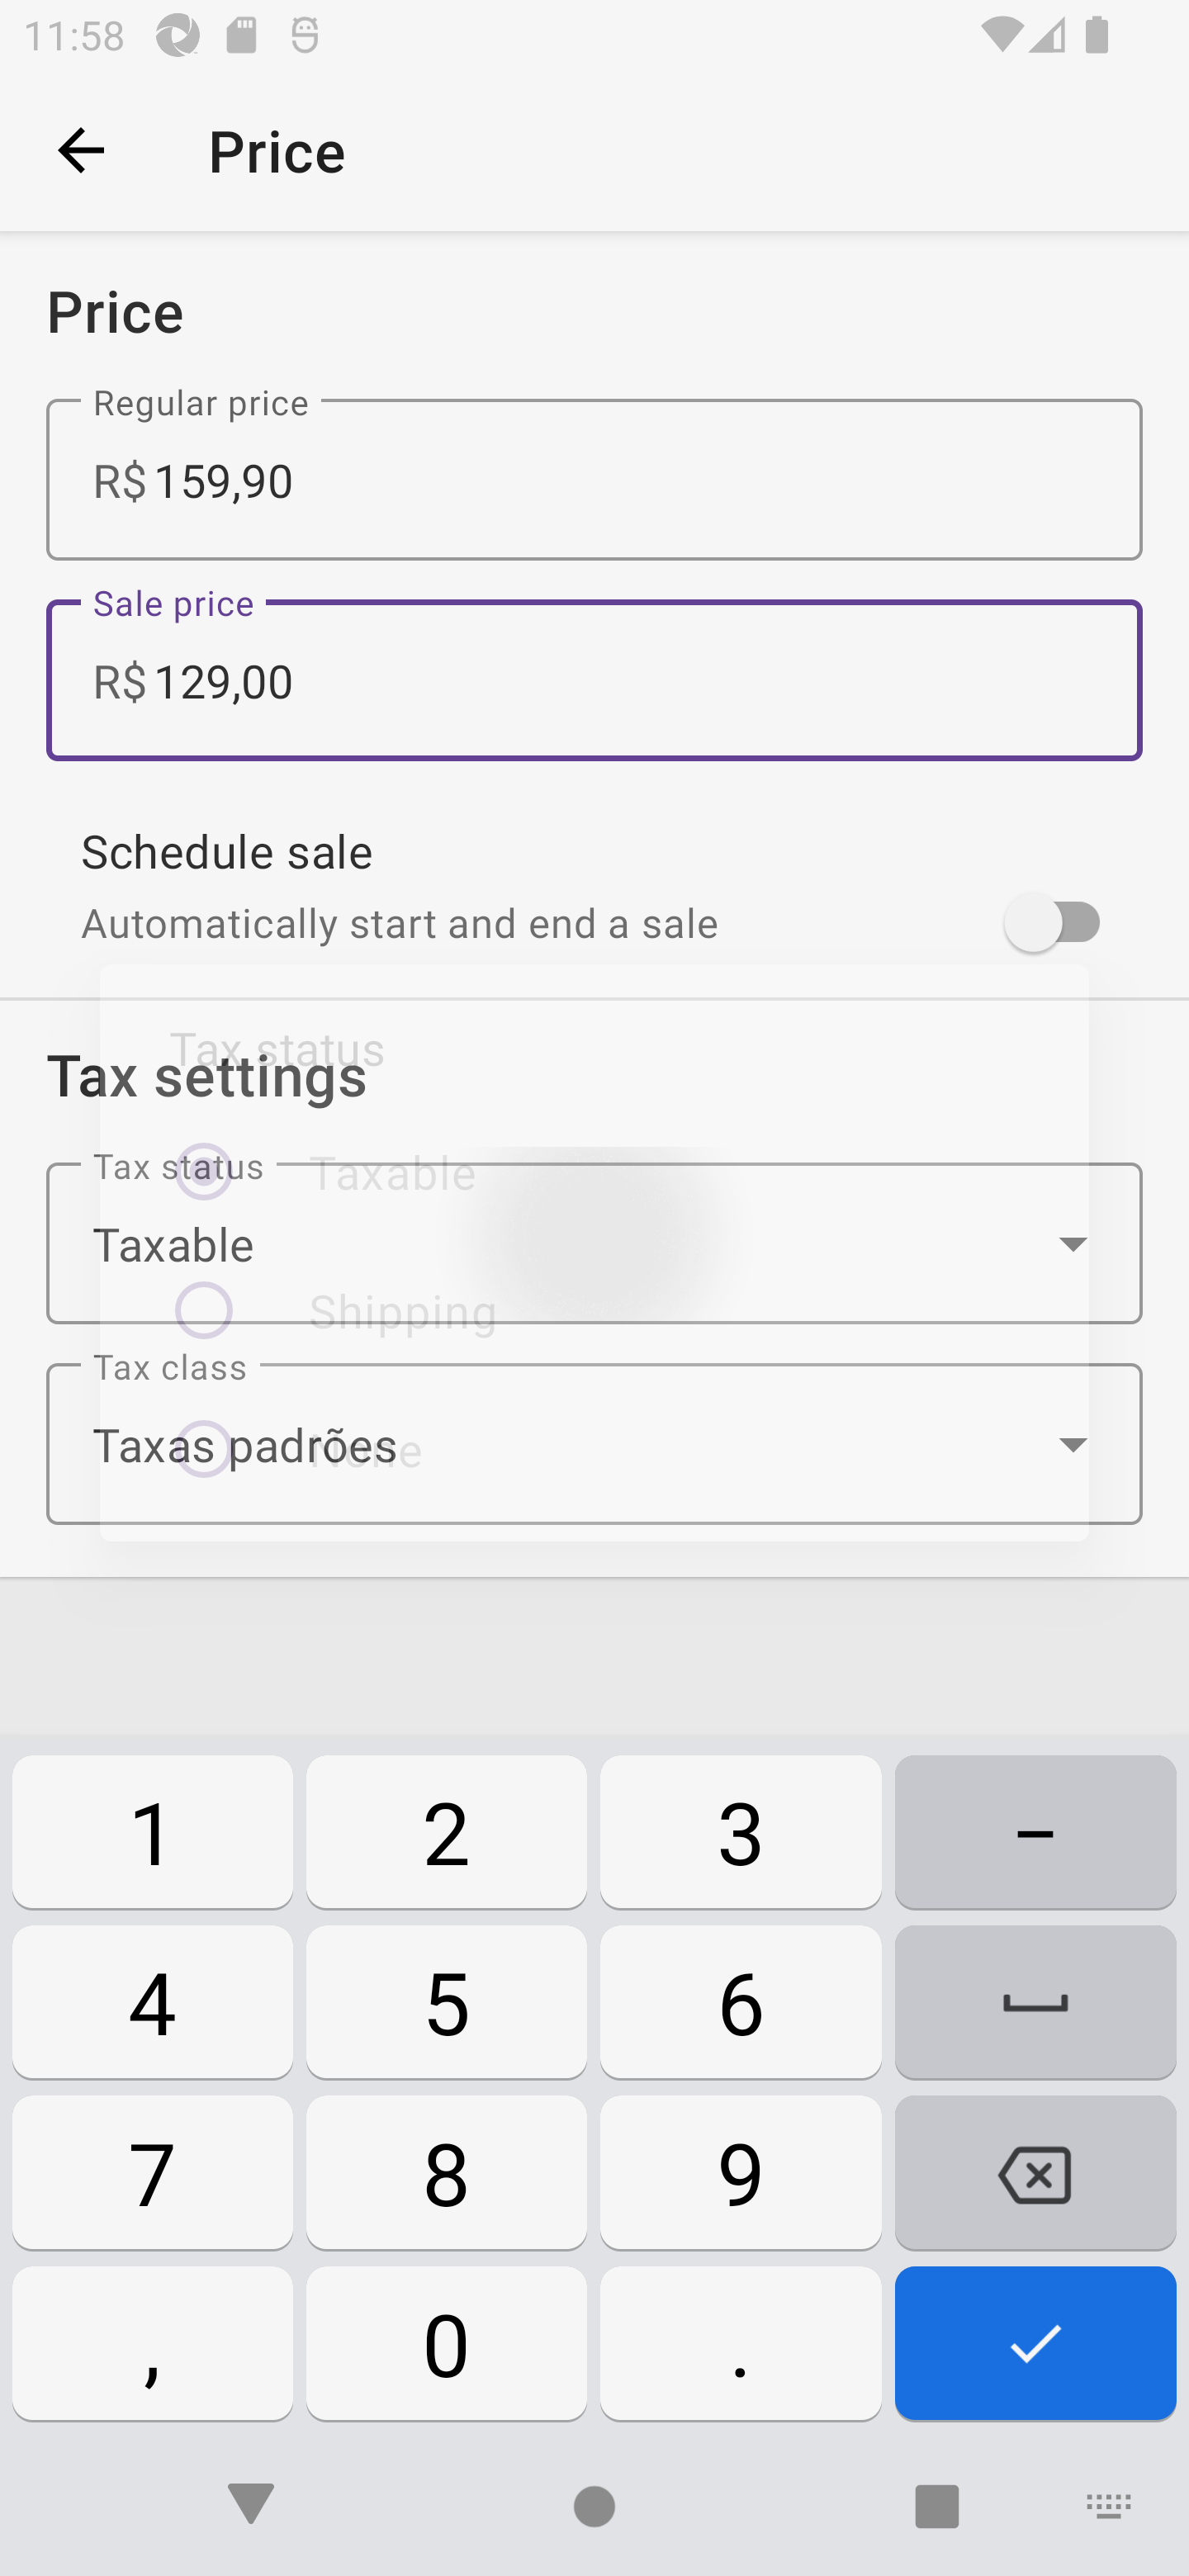 11:58
Price
Price
Regular price
R$ 159,90
Sale price
R$ 129,00
Schedule sale
Automatically start and end a sale
Tax status
Tax settings
Tax status
Taxable
Taxable
Shipping
Tax class
Taxas padrões
None
1 2 3 –
4 5 6
7 8 9
, 0 .